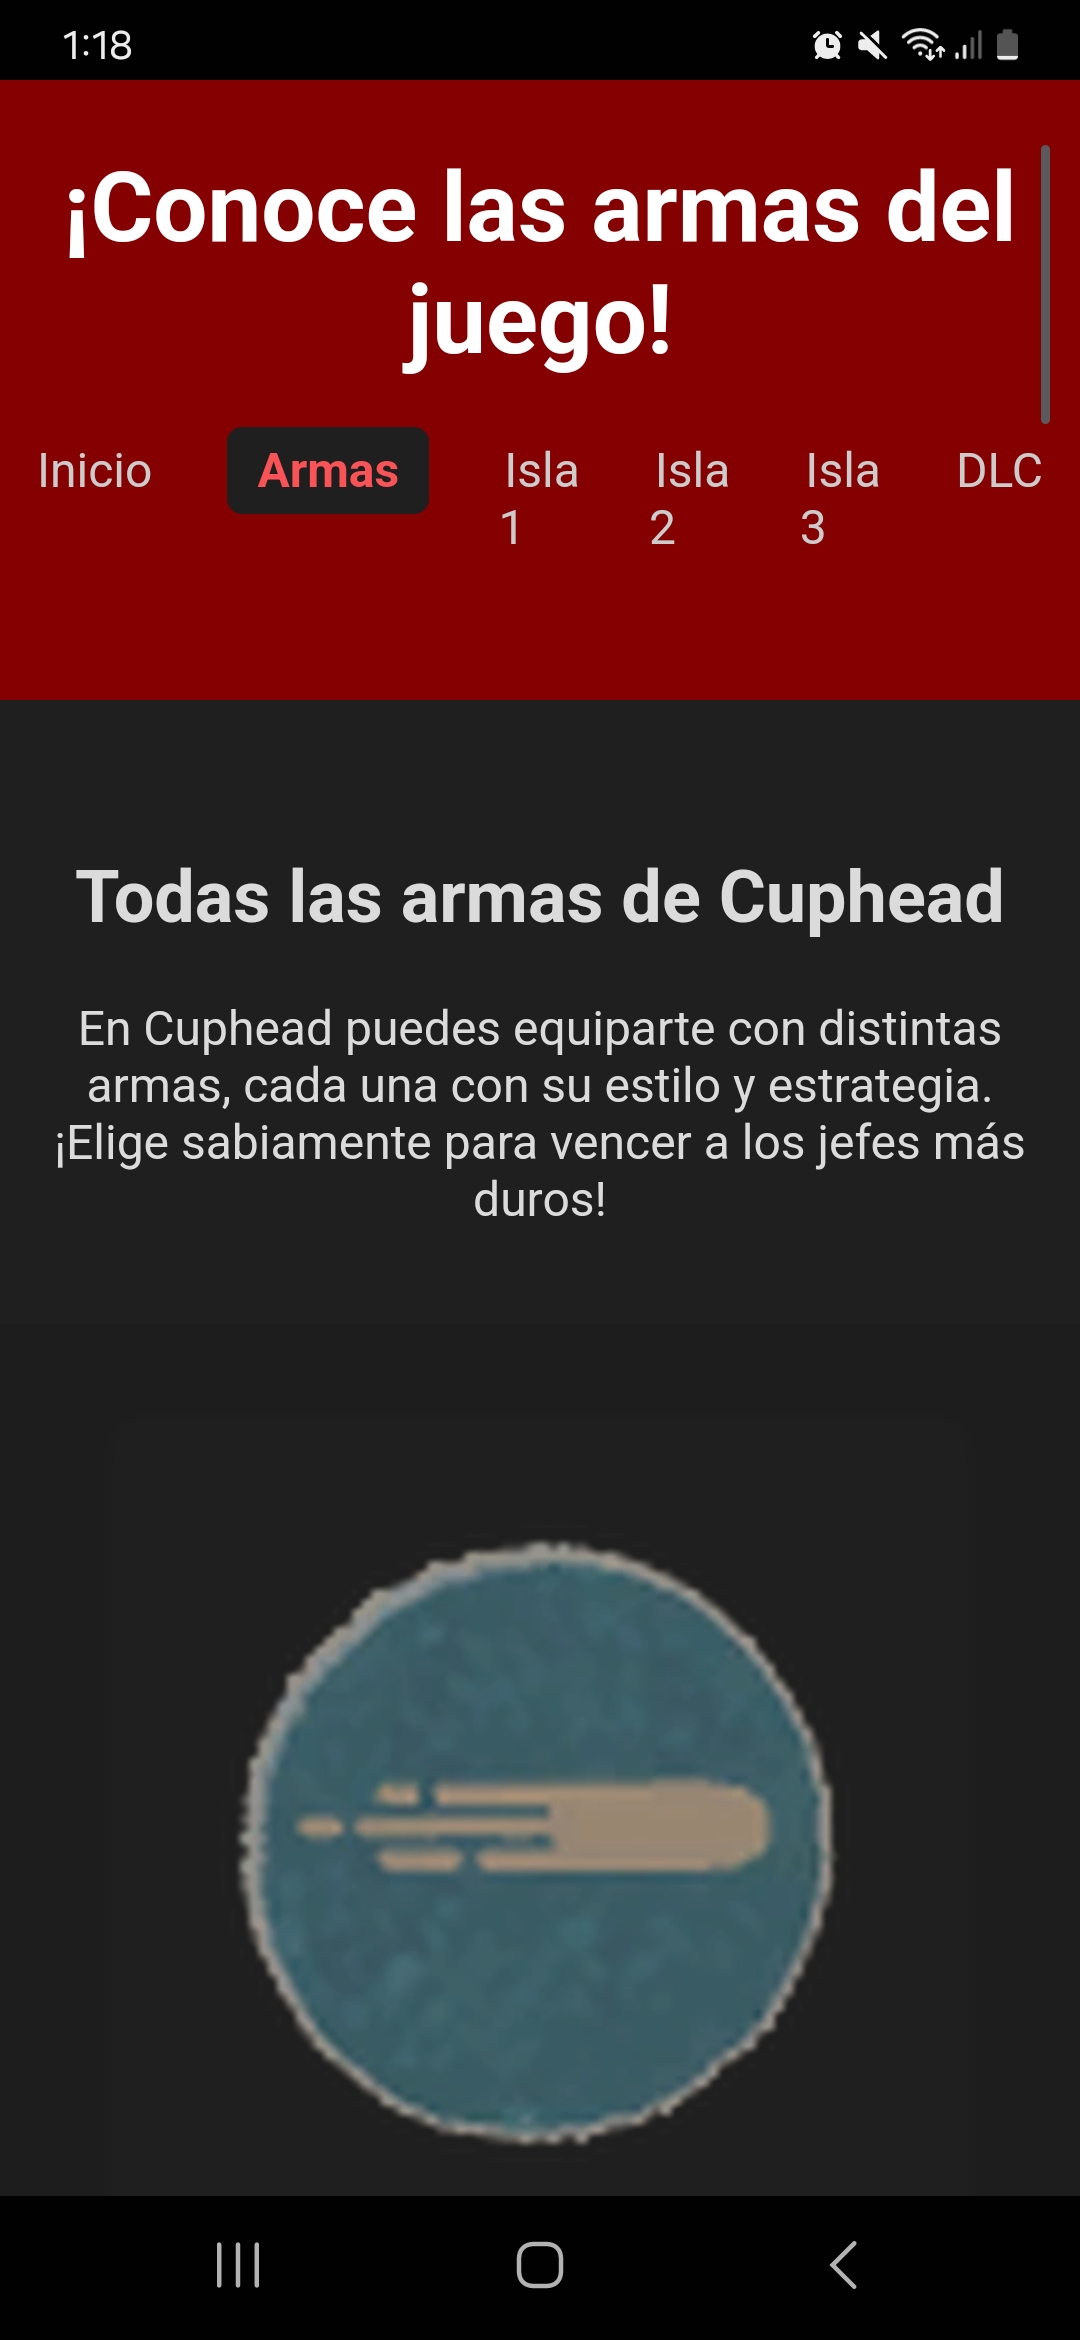 1:18
¡Conoce las armas del
juego!
Inicio Armas Isla Isla Isla DLC
1 2 3
Todas las armas de Cuphead
En Cuphead puedes equiparte con distintas
armas, cada una con su estilo y estrategia.
¡Elige sabiamente para vencer a los jefes más
duros!